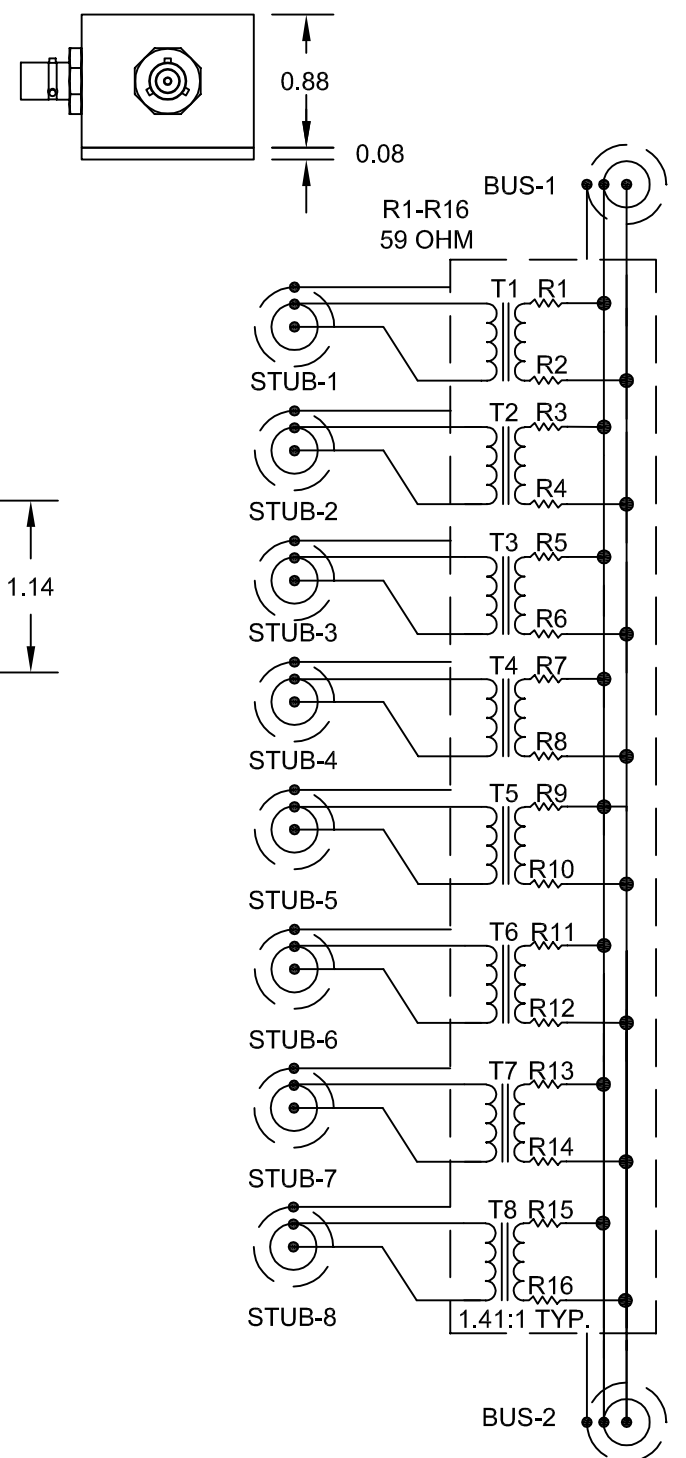 0.88
0.08
BUS-1
R1-R16
59 OHM
T1 R1
STUB-1
R2
T2 R3
STUB-2
R4
1.14
T3 R5
STUB-3
R6
T4 R7
STUB-4
R8
T5 R9
STUB-5
R10
T6 R11
STUB-6
R12
T7 R13
STUB-7
R14
T8 R15
STUB-8
R16
1.41:1 TYP.
BUS-2